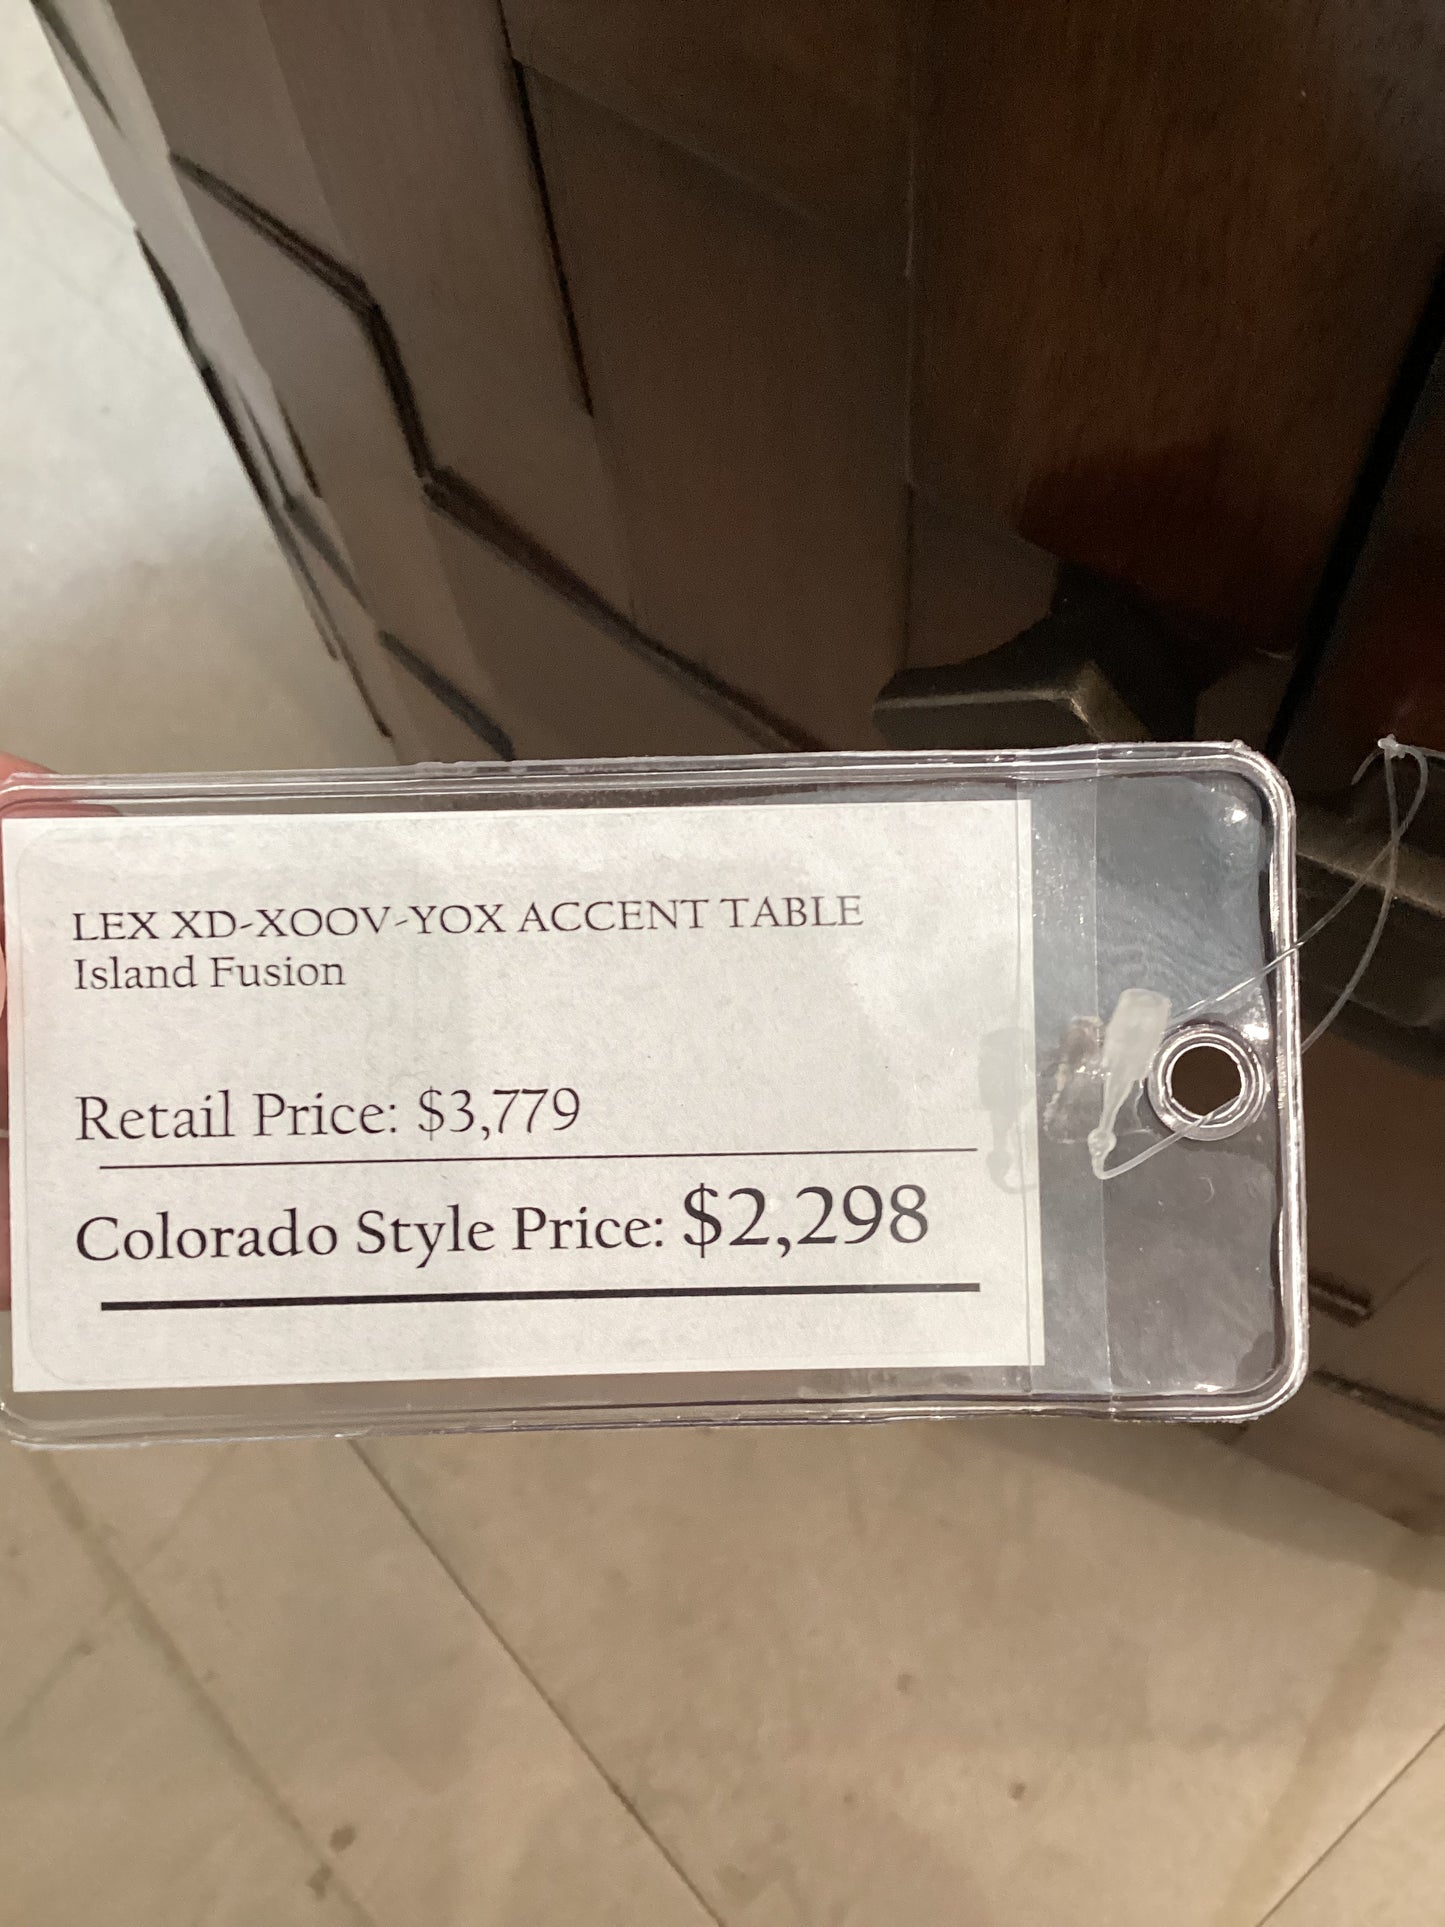 LEX XD-XOOV-YOX ACCENT TABLE
Island Fusion
Retail Price: $3,779
Colorado Style Price: $2,298